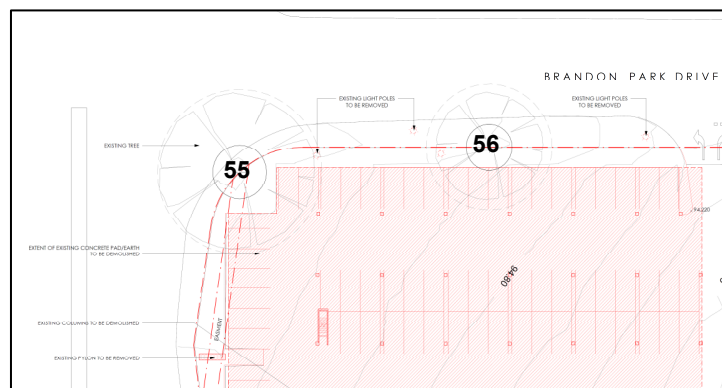 BRANDON PARK DRIVE
EXISTING LIGHT POLES
TO BE REMOVED
EXISTING LIGHT POLES
TO BE REMOVED
56
EXISTING TREE
55
94.220
EXTENT OF EXISTING CONCRETE PAD/EARTH
TO BE DEMOLISHED
94.80
EASMENT
EXISTING COLUMNS TO BE DEMOLISHED
EXISTING PYLON TO BE REMOVED